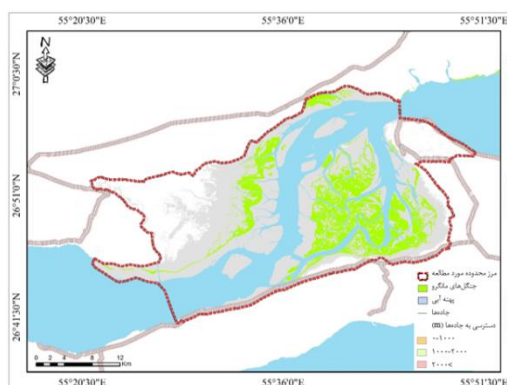 55°20'30"E 55°36'0"E 55°51'30"E
N
27°0'30"N
26°51'0"N
26°41'30"N
مرز محدوده مورد مطالعه
جنگل‌های مانگرو
پهنه آبی
جاده‌ها
دسترسی به جاده‌ها (m)
۰-۱۰۰۰
۱۰۰۰-۲۰۰۰
۲۰۰۰>
0 2 4 8 12
Km
55°20'30"E 55°36'0"E 55°51'30"E